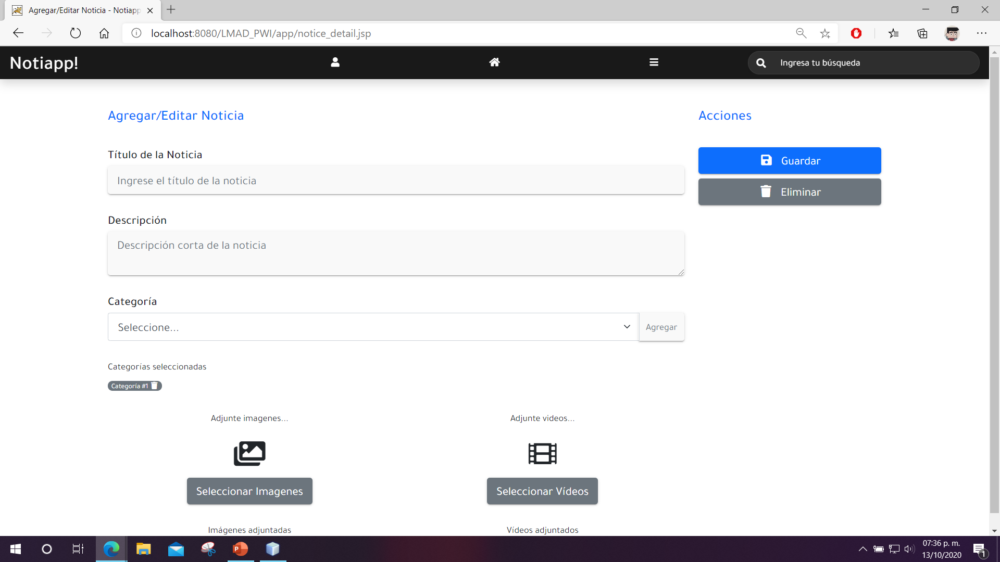 Agregar/Editar Noticia - Notiapp
localhost:8080/LMAD_PWI/app/notice_detail.jsp
Notiapp!
Ingresa tu búsqueda
Agregar/Editar Noticia
Acciones
Título de la Noticia
Ingrese el título de la noticia
Guardar
Eliminar
Descripción
Descripción corta de la noticia
Categoría
Seleccione...
Agregar
Categorías seleccionadas
Categoría #1
Adjunte imagenes...
Adjunte videos...
Seleccionar Imagenes
Seleccionar Vídeos
Imágenes adjuntadas
Vídeos adjuntados
07:36 p. m.
13/10/2020
1